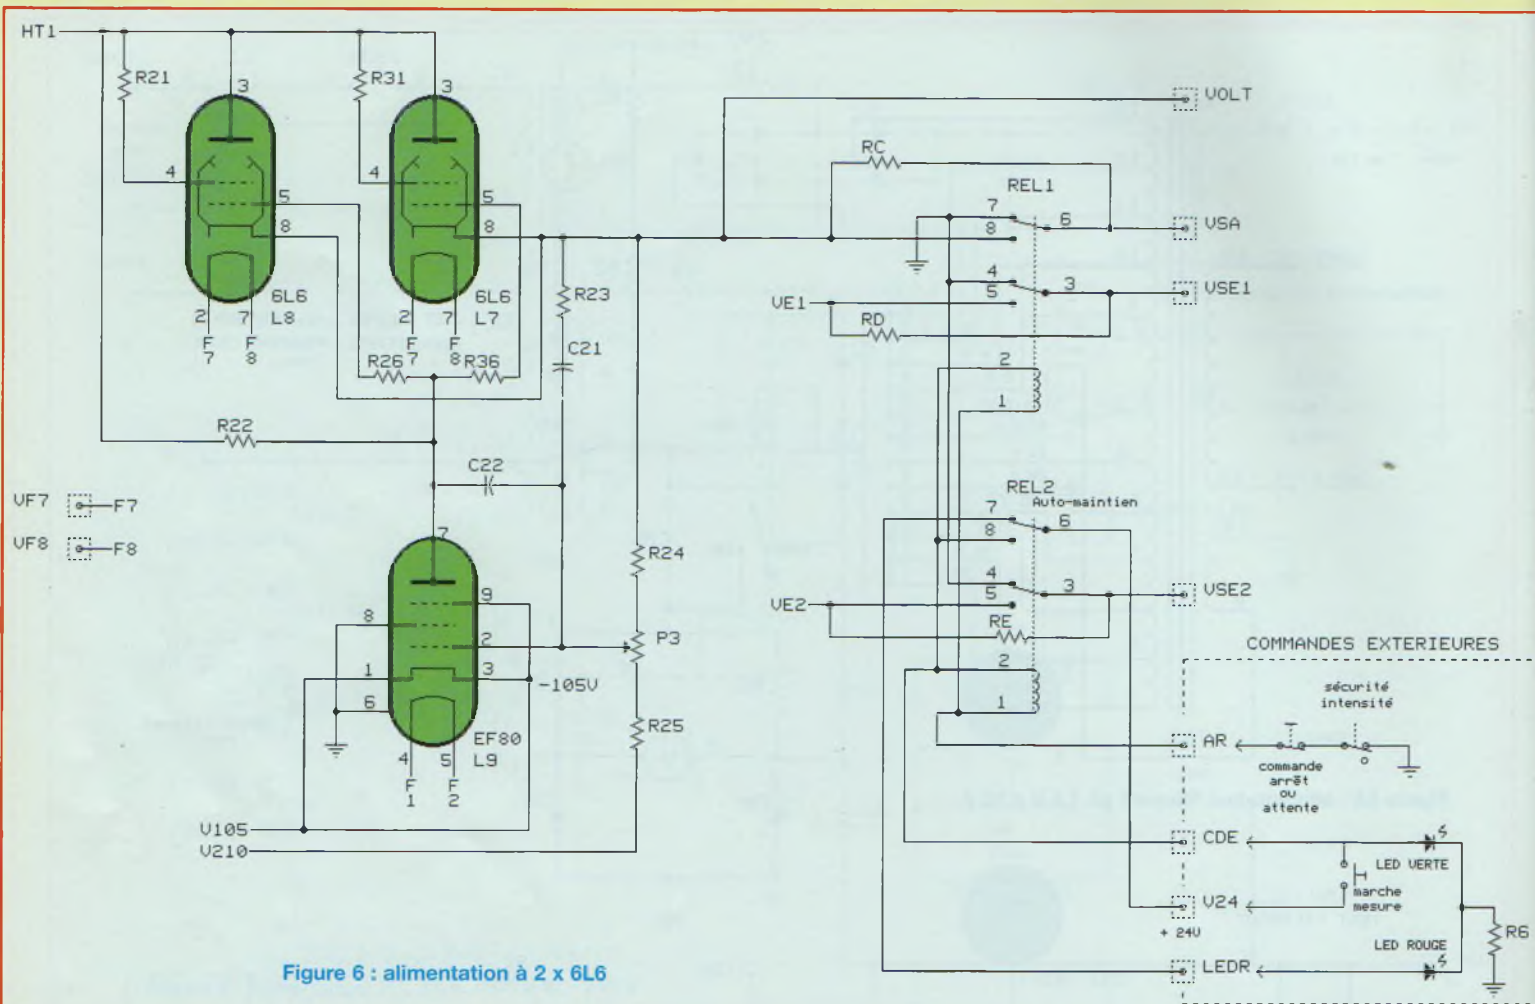 HT1
R21
R31
3
3
4
4
5
5
8
8
6L6
L8
6L6
L7
2
7
2
7
F
7
F
8
F
7
F
8
R23
C21
R26
R36
R22
C22
VF7
F7
VF8
F8
7
R24
9
8
2
P3
1
3
-105V
6
R25
EF80
L9
4
5
F
1
F
2
V105
V210
VOLT
RC
REL1
7
8
6
VSA
4
5
3
VSE1
VE1
RD
2
1
REL2
Auto-maintien
7
8
6
4
5
3
VSE2
VE2
RE
2
1
COMMANDES EXTERIEURES
sécurité
intensité
AR
commande
arrêt
ou
attente
CDE
LED VERTE
marche
mesure
V24
+ 24V
R6
LED ROUGE
LEDR
Figure 6 : alimentation à 2 x 6L6